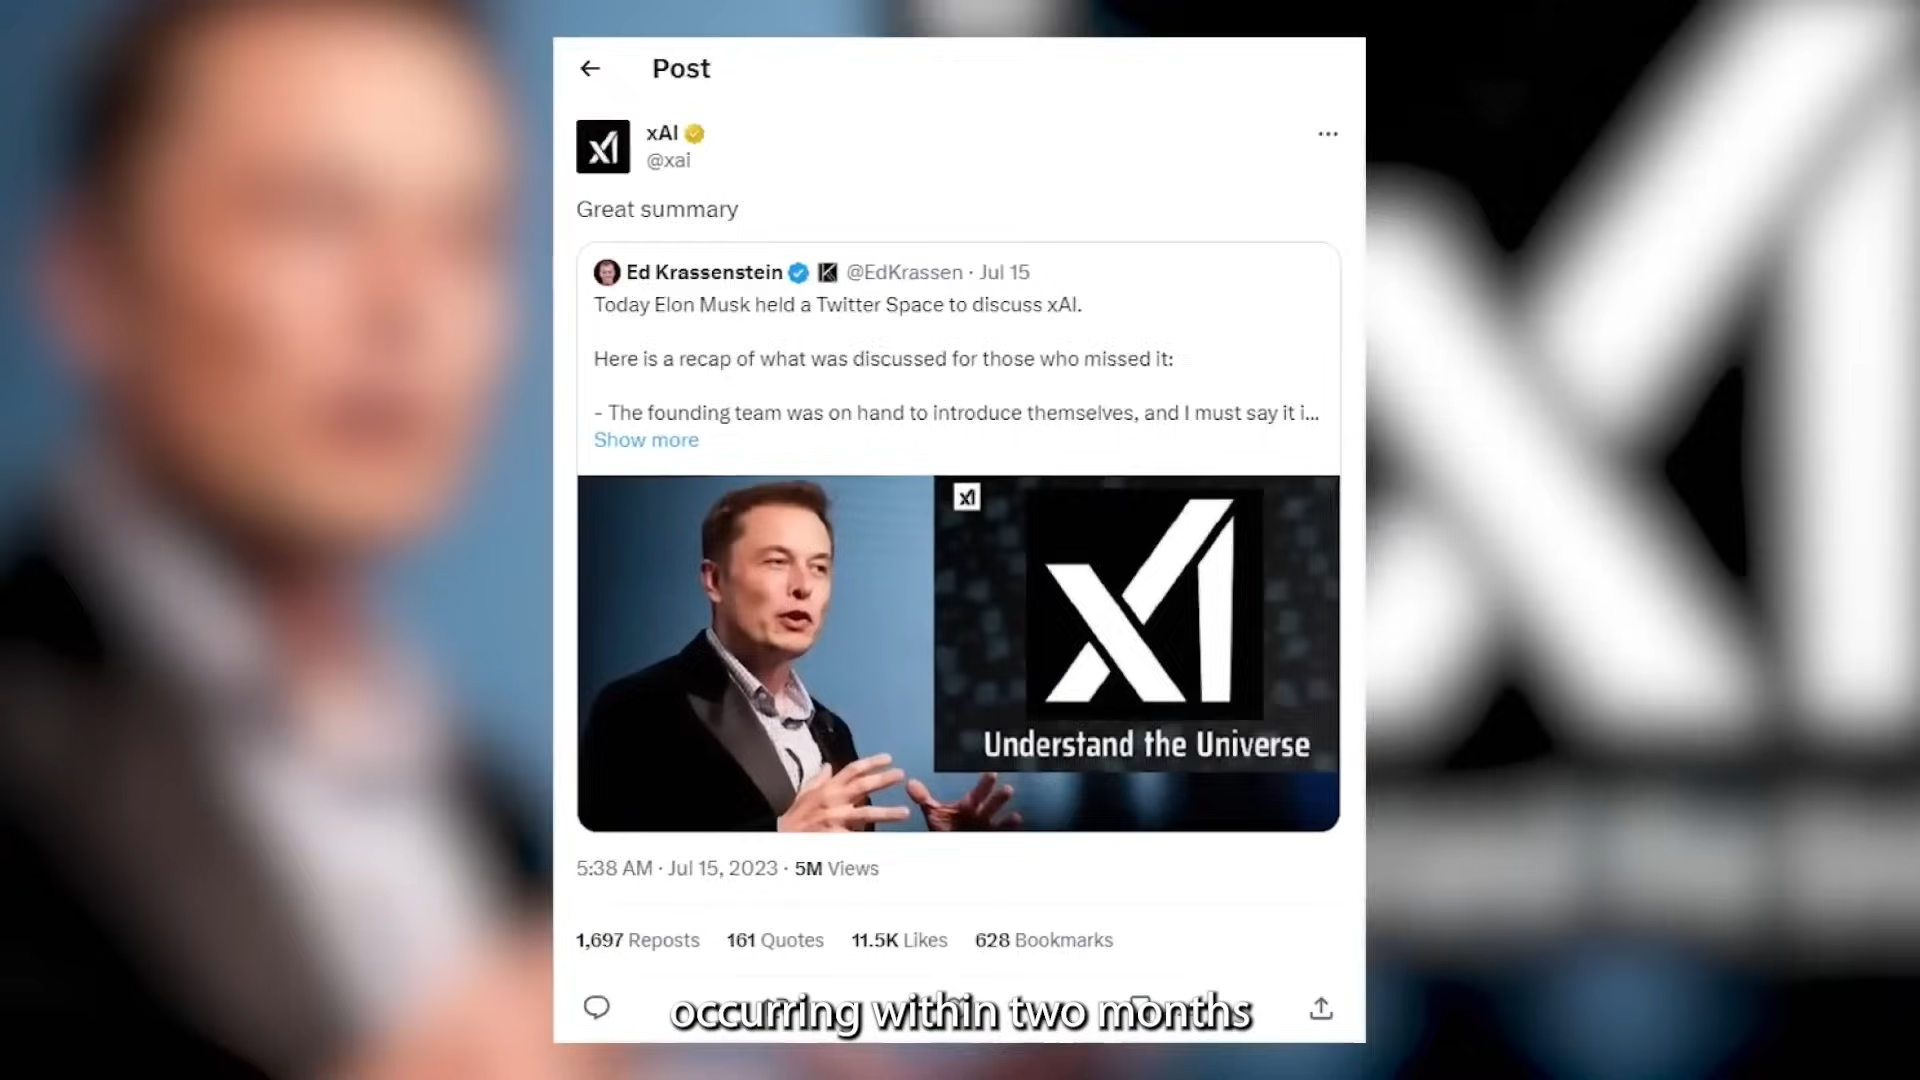 Post
xAI
@xai
Great summary
Ed Krassenstein @EdKrassen · Jul 15
Today Elon Musk held a Twitter Space to discuss xAI.
Here is a recap of what was discussed for those who missed it:
- The founding team was on hand to introduce themselves, and I must say it i...
Show more
xAI
xAI
Understand the Universe
5:38 AM · Jul 15, 2023 · 5M Views
1,697 Reposts 161 Quotes 11.5K Likes 628 Bookmarks
occurring within two months